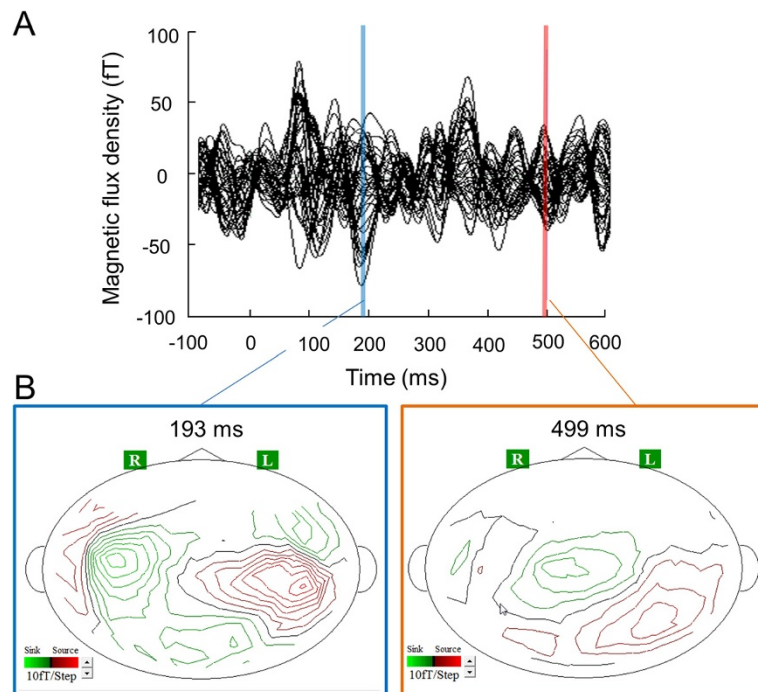 A
Magnetic flux density (fT)
100
50
0
-50
-100
-100 0 100 200 300 400 500 600
Time (ms)
B
193 ms
R L
Sink Source
10fT/Step
499 ms
R L
Sink Source
10fT/Step